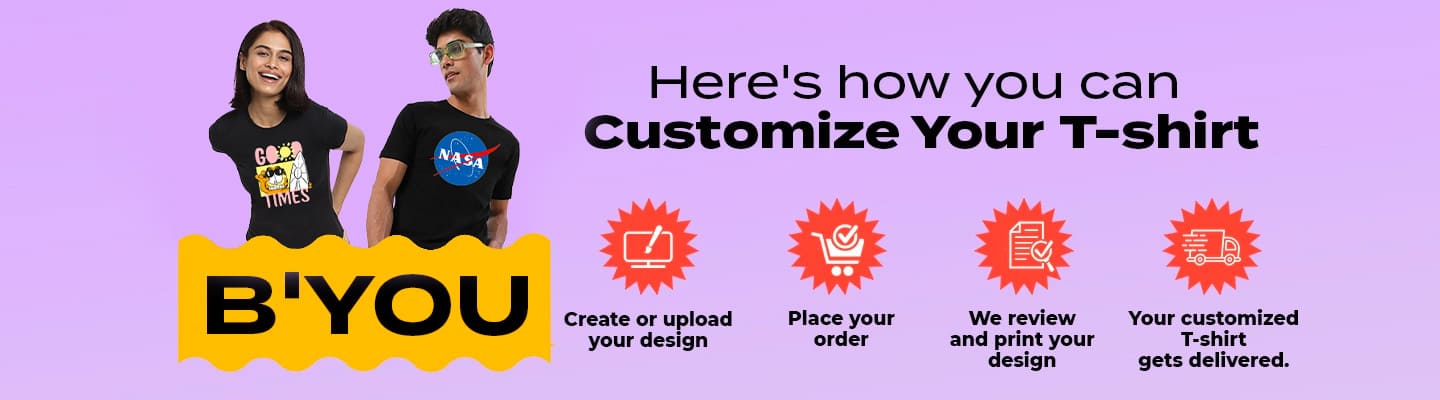 GOOD
TIMES
NASA
B'YOU
Here's how you can
Customize Your T-shirt
Create or upload
your design
Place your
order
We review
and print your
design
Your customized
T-shirt
gets delivered.